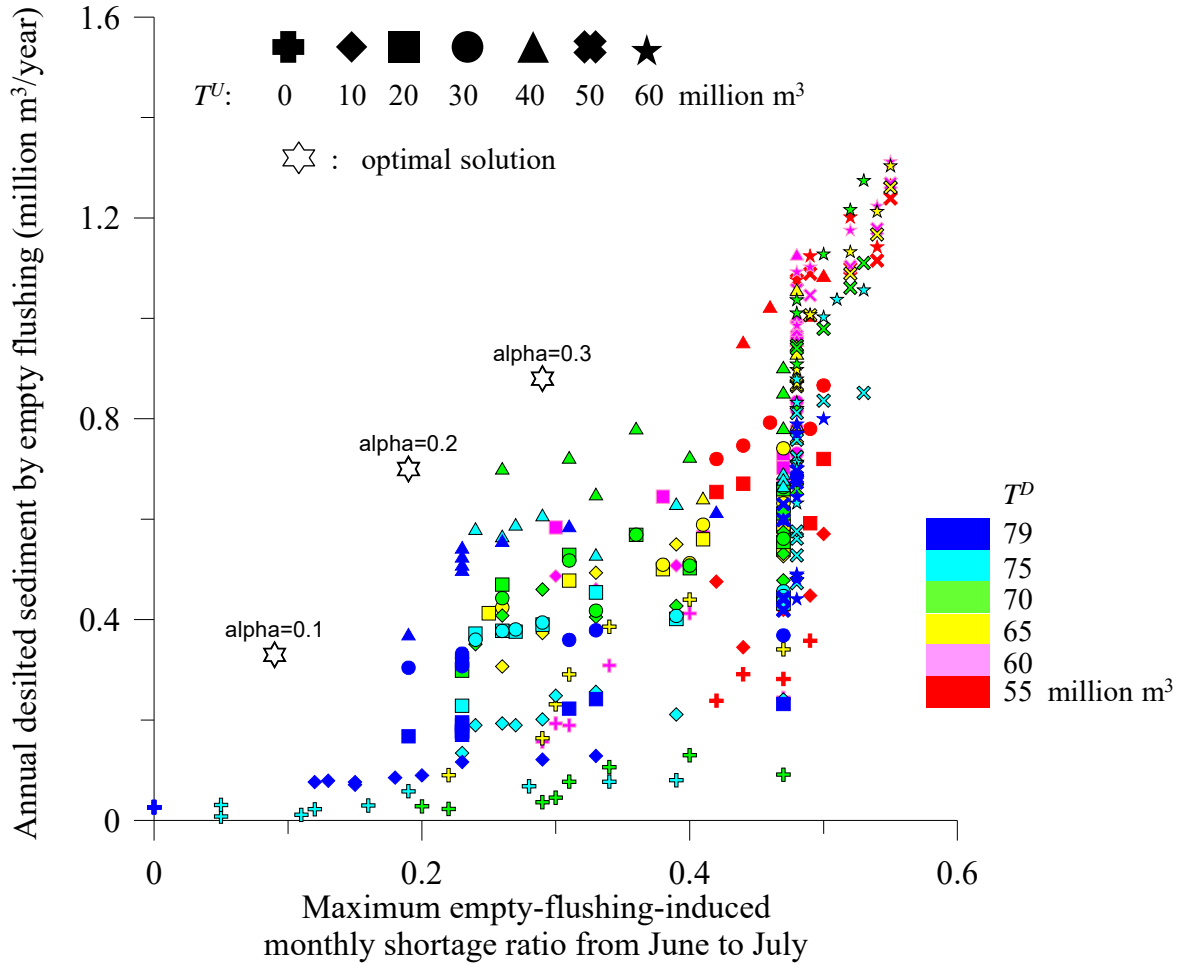 1.6
T^U: 0 10 20 30 40 50 60 million m³
: optimal solution
1.2
alpha=0.3
0.8
alpha=0.2
0.4
alpha=0.1
0
0 0.2 0.4 0.6
Annual desilted sediment by empty flushing (million m³/year)
Maximum empty-flushing-induced
monthly shortage ratio from June to July
T^D
79
75
70
65
60
55 million m³